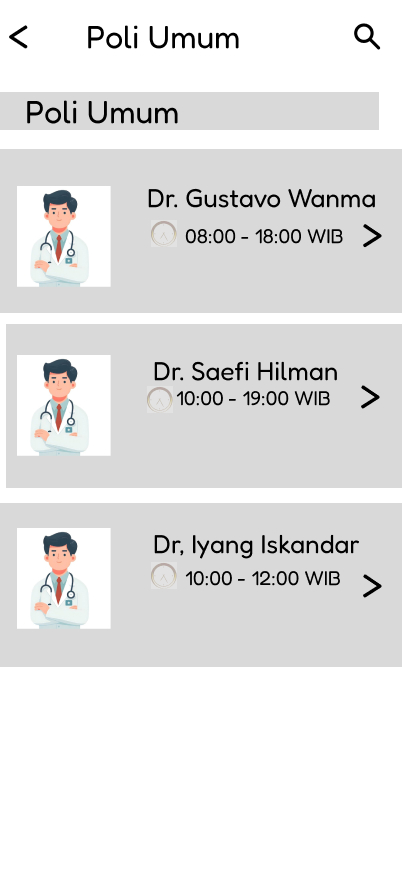 Poli Umum
Poli Umum
Dr. Gustavo Wanma
08:00 - 18:00 WIB
Dr. Saefi Hilman
10:00 - 19:00 WIB
Dr, Iyang Iskandar
10:00 - 12:00 WIB